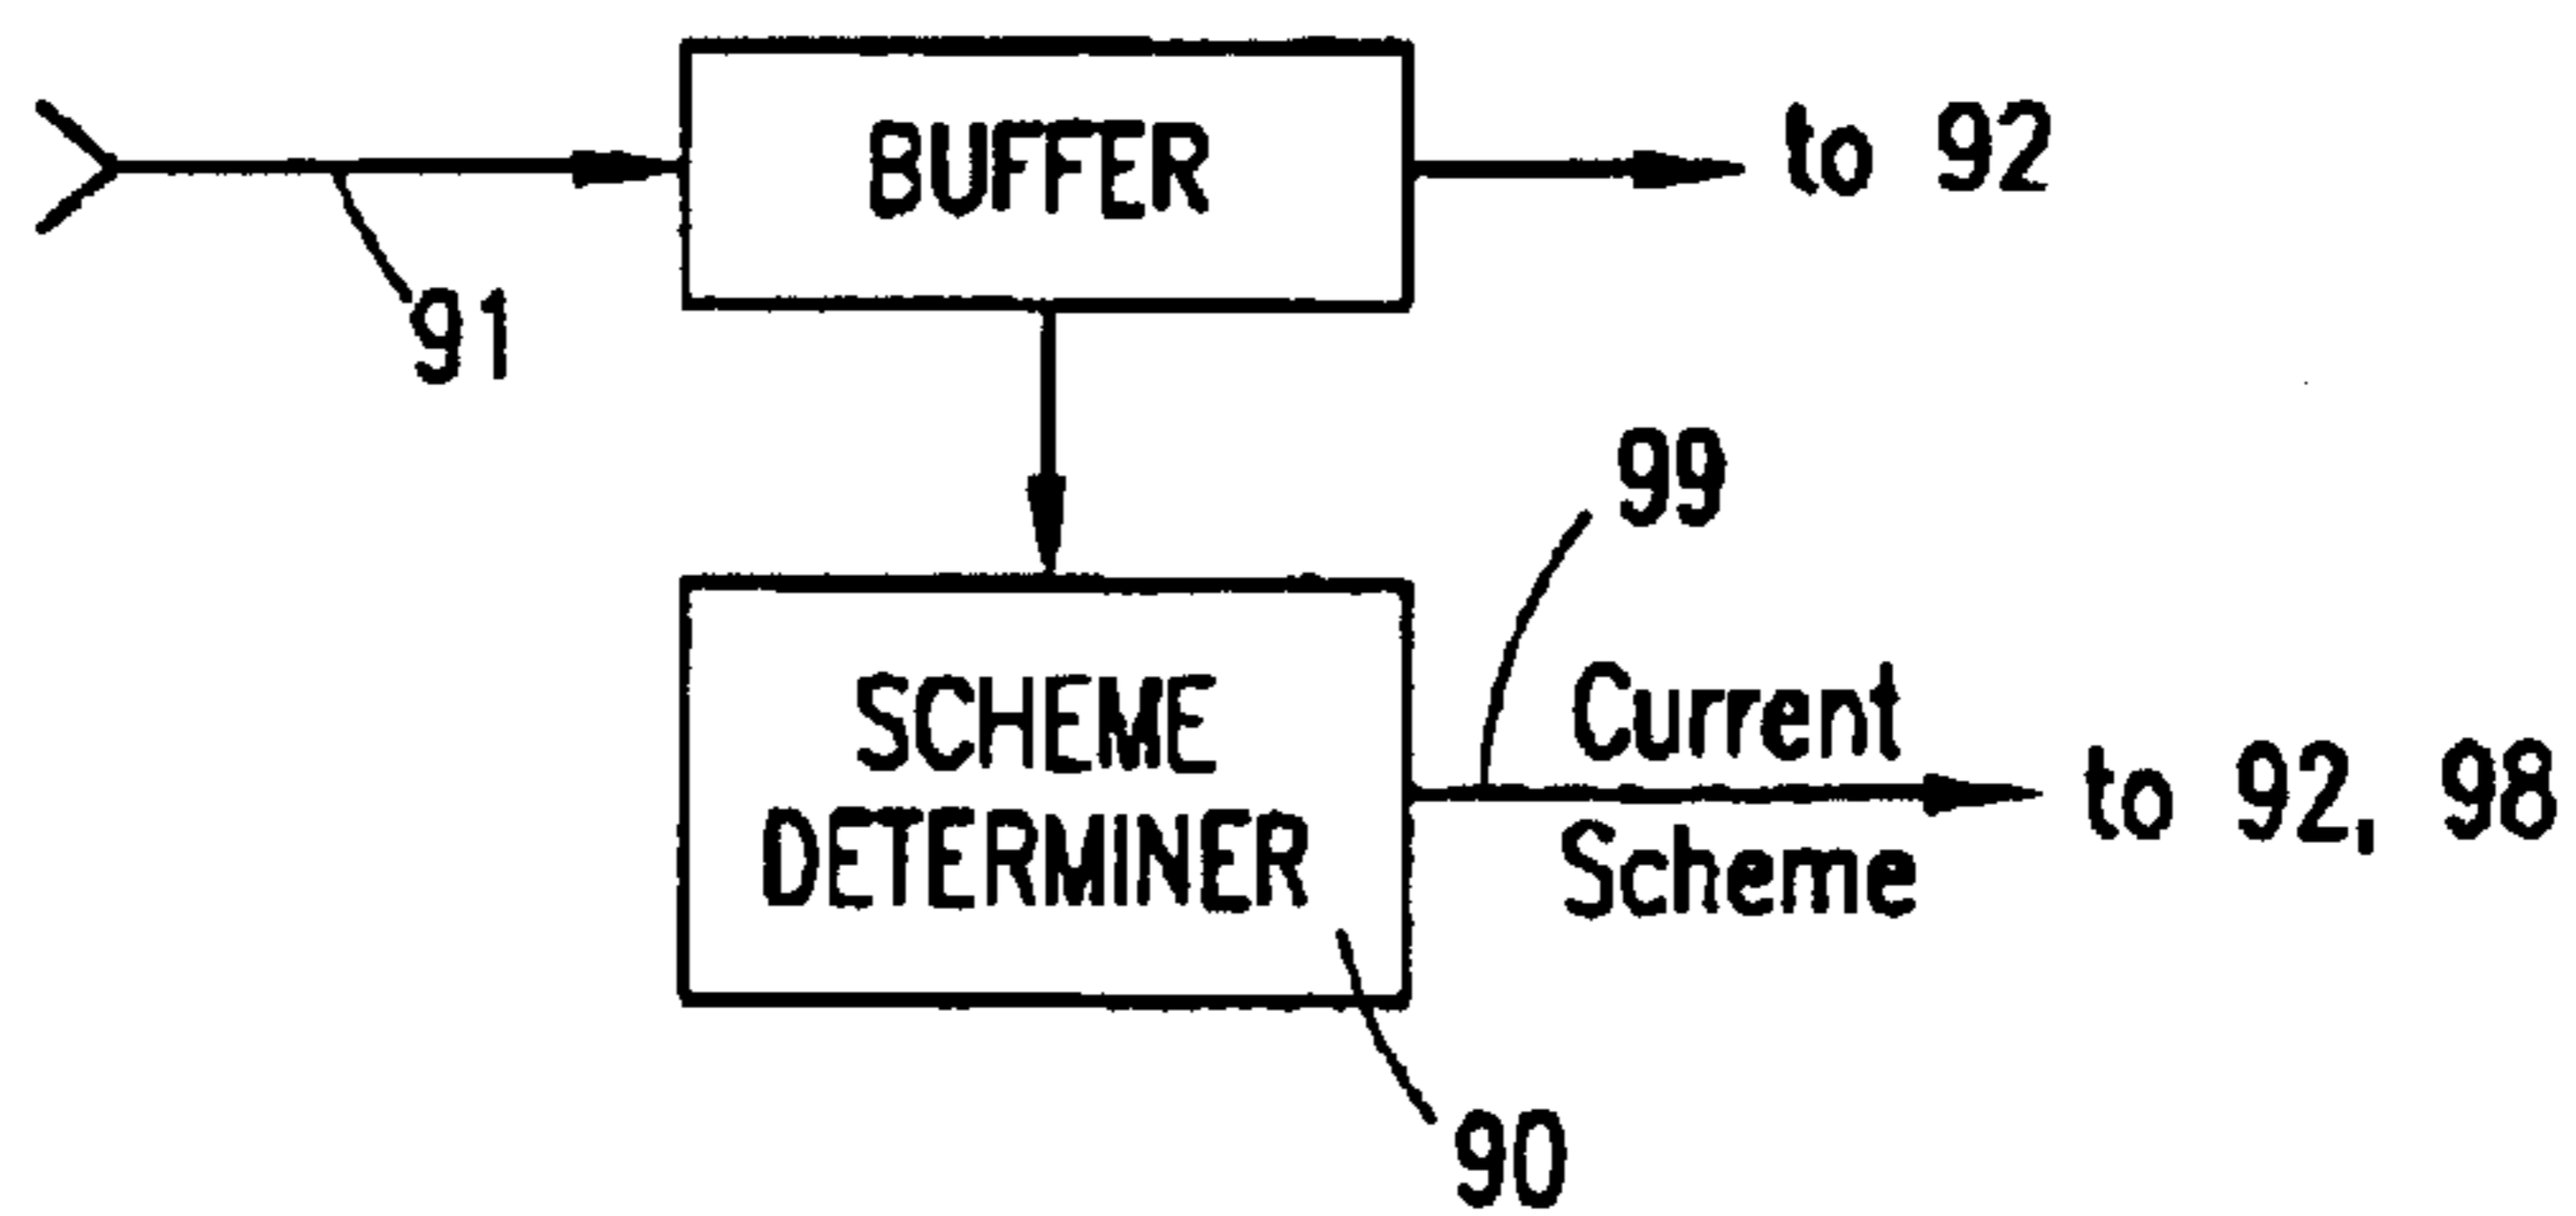 BUFFER
to 92
91
99
SCHEME
DETERMINER
Current
Scheme
to 92, 98
90